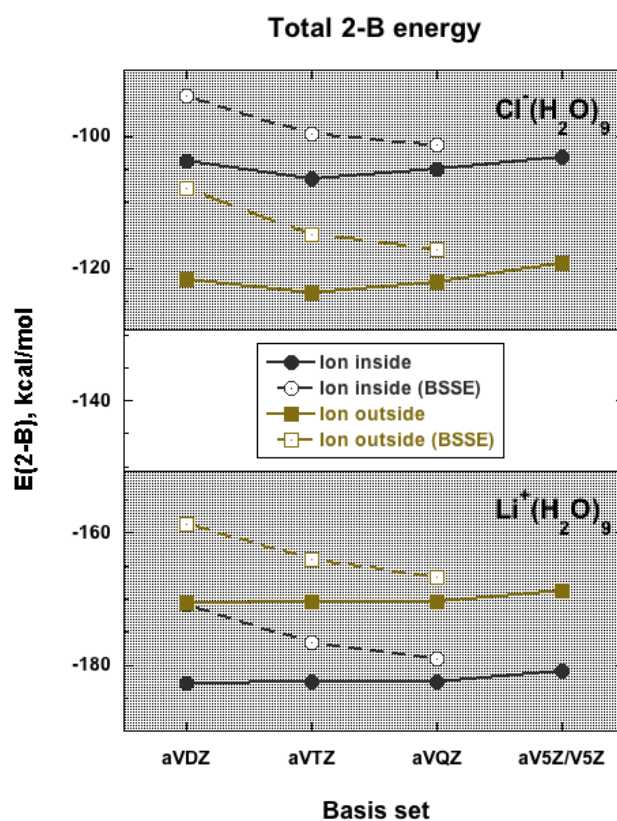 Total 2-B energy
Cl⁻(H₂O)₉
-100
-120
-140
-160
-180
E(2-B), kcal/mol
Ion inside
Ion inside (BSSE)
Ion outside
Ion outside (BSSE)
Li⁺(H₂O)₉
aVDZ aVTZ aVQZ aV5Z/V5Z
Basis set